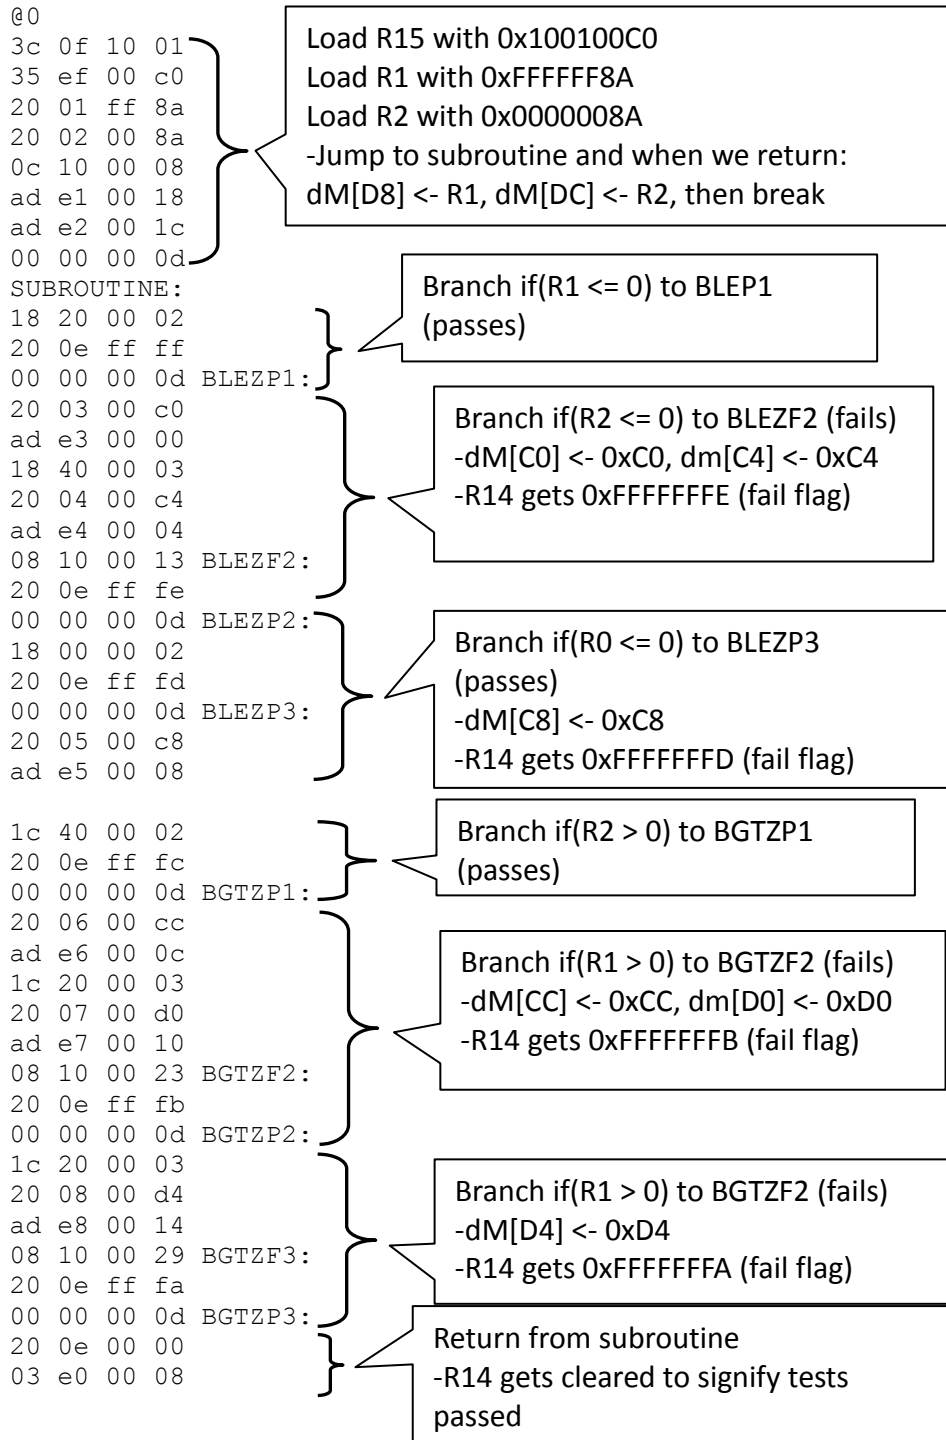 @0
3c 0f 10 01
35 ef 00 c0
20 01 ff 8a
20 02 00 8a
0c 10 00 08
ad e1 00 18
ad e2 00 1c
00 00 00 0d
Load R15 with 0x100100C0
Load R1 with 0xFFFFFF8A
Load R2 with 0x0000008A
-Jump to subroutine and when we return:
dM[D8] <- R1, dM[DC] <- R2, then break
SUBROUTINE:
18 20 00 02
20 0e ff ff
00 00 00 0d BLEZP1:
Branch if(R1 <= 0) to BLEP1
(passes)
20 03 00 c0
ad e3 00 00
18 40 00 03
20 04 00 c4
ad e4 00 04
08 10 00 13 BLEZF2:
20 0e ff fe
Branch if(R2 <= 0) to BLEZF2 (fails)
-dM[C0] <- 0xC0, dm[C4] <- 0xC4
-R14 gets 0xFFFFFFFE (fail flag)
00 00 00 0d BLEZP2:
18 00 00 02
20 0e ff fd
00 00 00 0d BLEZP3:
20 05 00 c8
ad e5 00 08
Branch if(R0 <= 0) to BLEZP3
(passes)
-dM[C8] <- 0xC8
-R14 gets 0xFFFFFFFD (fail flag)
1c 40 00 02
20 0e ff fc
00 00 00 0d BGTZP1:
Branch if(R2 > 0) to BGTZP1
(passes)
20 06 00 cc
ad e6 00 0c
1c 20 00 03
20 07 00 d0
ad e7 00 10
08 10 00 23 BGTZF2:
20 0e ff fb
00 00 00 0d BGTZP2:
Branch if(R1 > 0) to BGTZF2 (fails)
-dM[CC] <- 0xCC, dm[D0] <- 0xD0
-R14 gets 0xFFFFFFFB (fail flag)
1c 20 00 03
20 08 00 d4
ad e8 00 14
08 10 00 29 BGTZF3:
20 0e ff fa
00 00 00 0d BGTZP3:
Branch if(R1 > 0) to BGTZF2 (fails)
-dM[D4] <- 0xD4
-R14 gets 0xFFFFFFFA (fail flag)
20 0e 00 00
03 e0 00 08
Return from subroutine
-R14 gets cleared to signify tests
passed